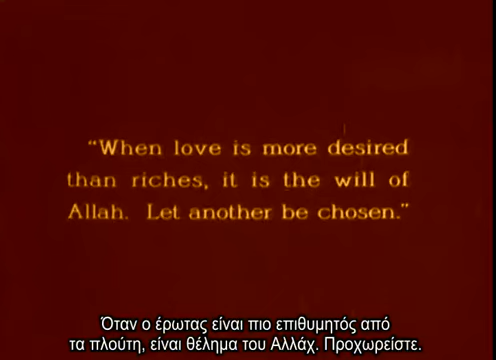 “When love is more desired
than riches, it is the will of
Allah. Let another be chosen.”
Όταν ο έρωτας είναι πιο επιθυμητός από
τα πλούτη, είναι θέλημα του Αλλάχ. Προχωρείστε.